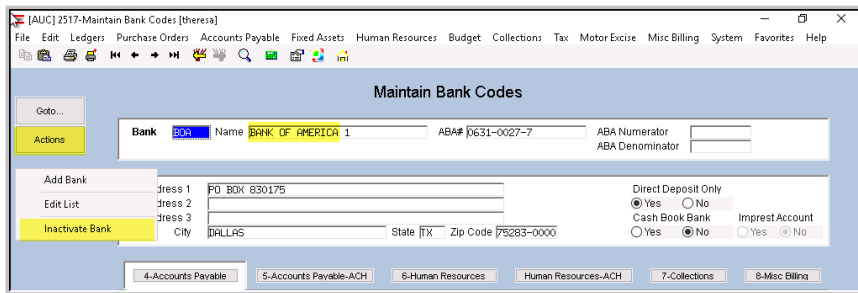 [AUC] 2517-Maintain Bank Codes [theresa]
File Edit Ledgers Purchase Orders Accounts Payable Fixed Assets Human Resources Budget Collections Tax Motor Excise Misc Billing System Favorites Help
Maintain Bank Codes
Goto...
Actions
Bank BOA Name BANK OF AMERICA 1 ABA# 0631-0027-7 ABA Numerator
ABA Denominator
Add Bank
Edit List
Inactivate Bank
dress 1 PO BOX 830175 Direct Deposit Only
dress 2 Yes No
dress 3 Cash Book Bank Imprest Account
City DALLAS State TX Zip Code 75283-0000 Yes No Yes No
4-Accounts Payable 5-Accounts Payable-ACH 6-Human Resources Human Resources-ACH 7-Collections 8-Misc Billing